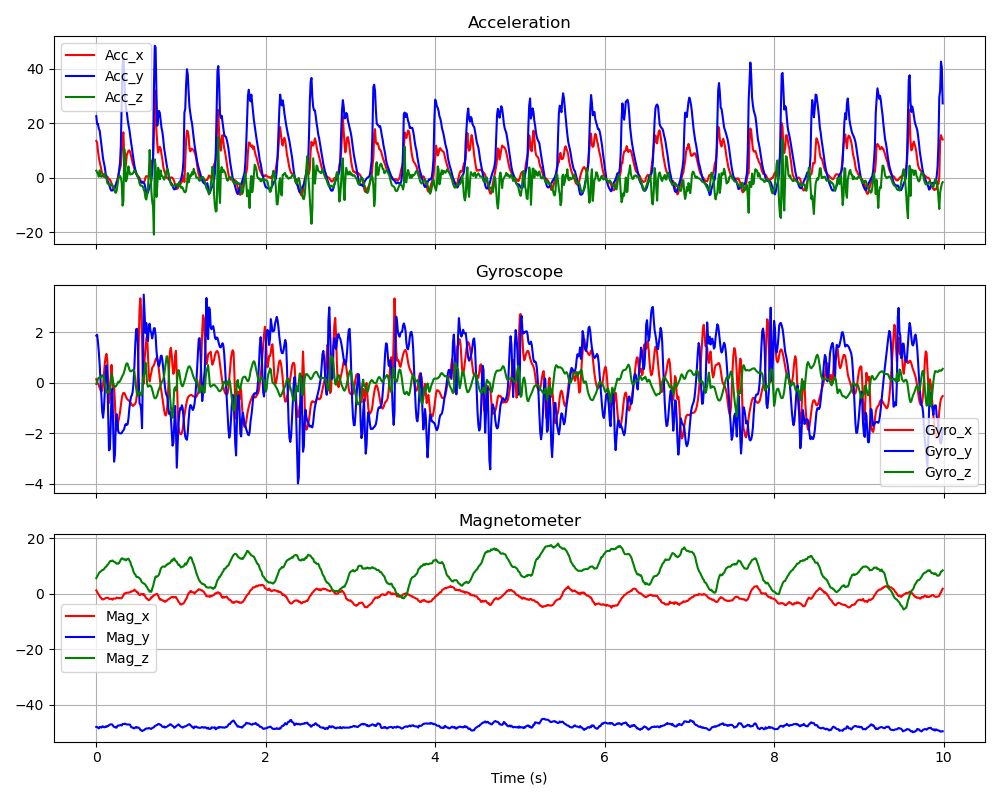 Acceleration
Acc_x
Acc_y
Acc_z
40
20
0
−20
Gyroscope
2
0
−2
−4
Gyro_x
Gyro_y
Gyro_z
Magnetometer
20
0
−20
−40
Mag_x
Mag_y
Mag_z
0 2 4 6 8 10
Time (s)